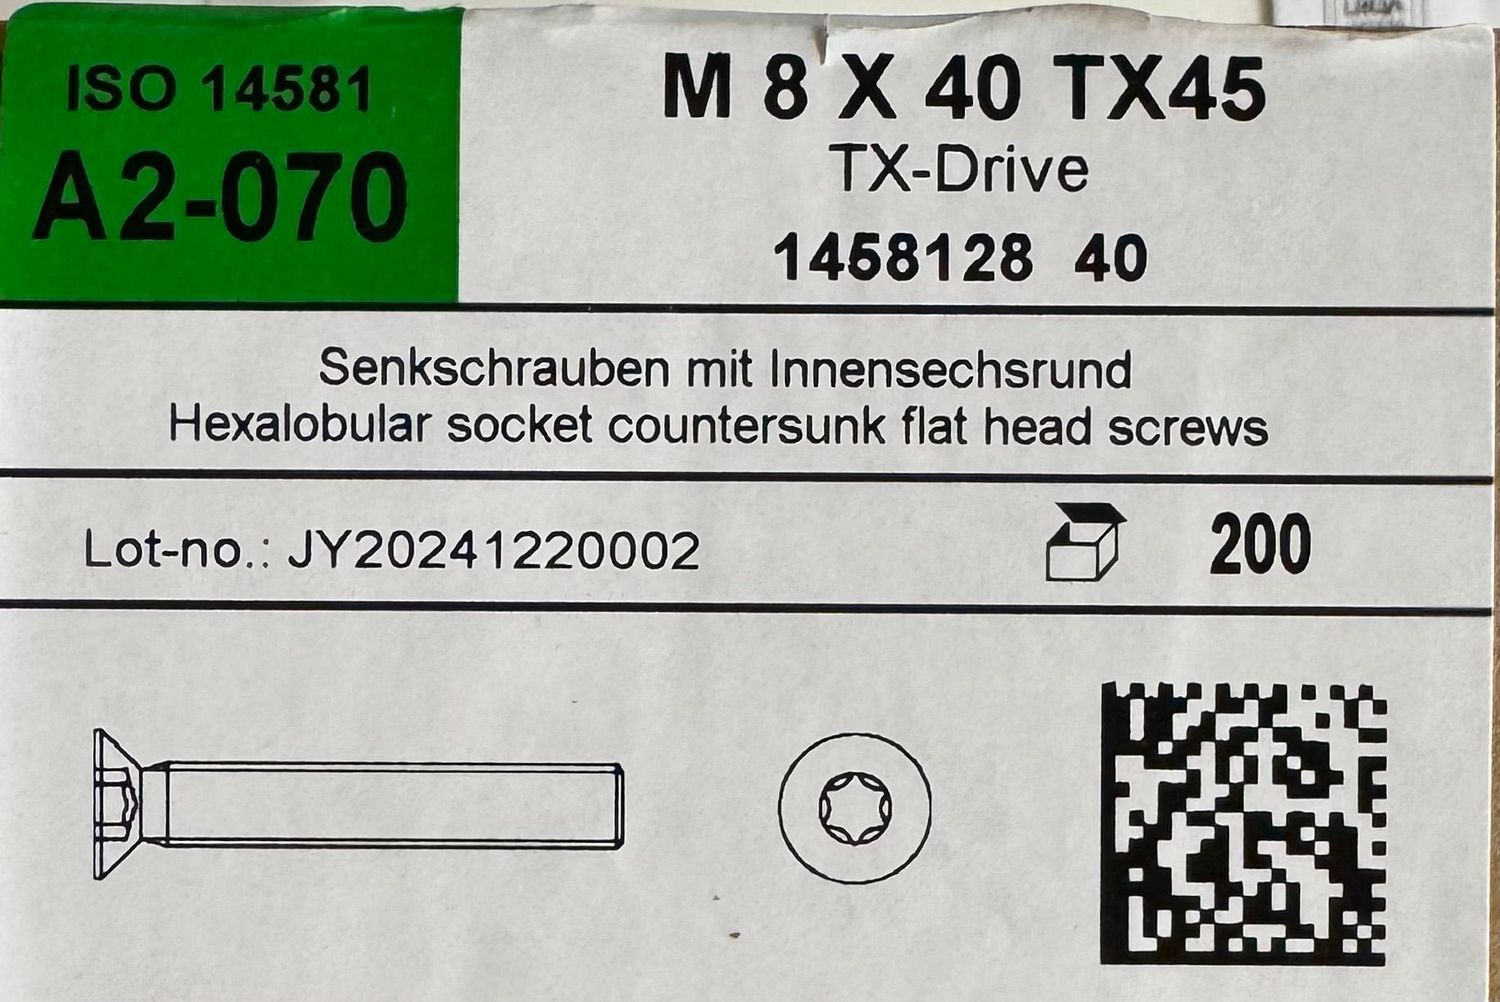 ISO 14581
A2-070
M 8 X 40 TX45
TX-Drive
1458128 40
Senkschrauben mit Innensechsrund
Hexalobular socket countersunk flat head screws
Lot-no.: JY20241220002
200